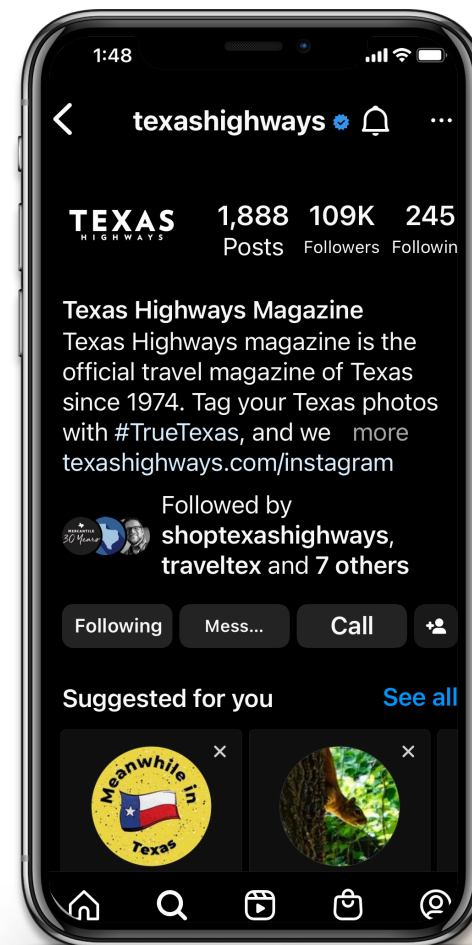 1:48
texashighways
TEXAS
HIGHWAYS
1,888 109K 245
Posts Followers Followin
Texas Highways Magazine
Texas Highways magazine is the
official travel magazine of Texas
since 1974. Tag your Texas photos
with #TrueTexas, and we more
texashighways.com/instagram
MERCANTILE
30 Years
Followed by
shoptexashighways,
traveltex and 7 others
Following Mess... Call
Suggested for you See all
Meanwhile in
Texas